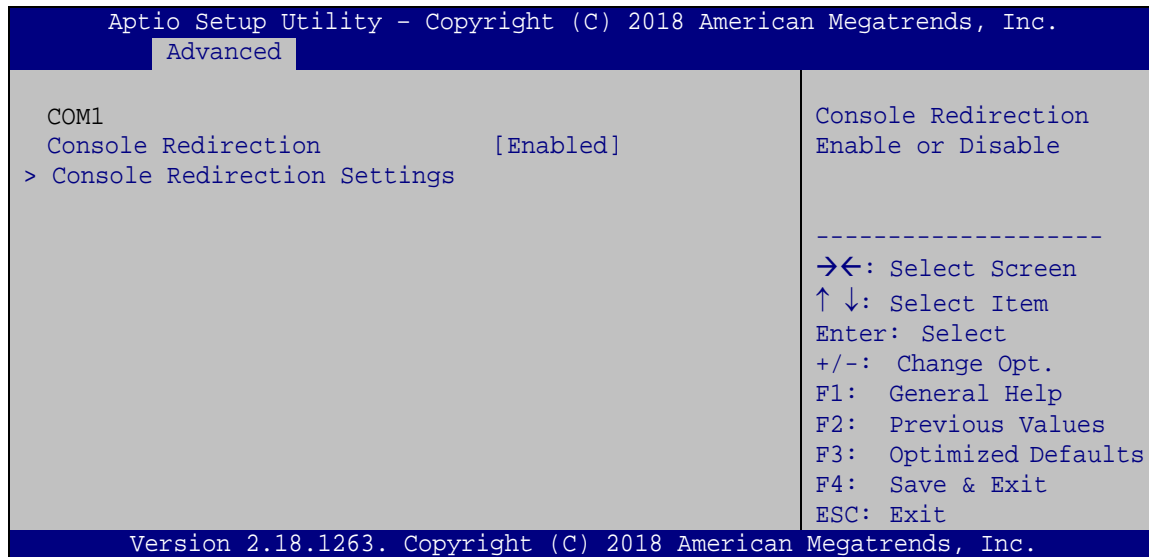 Aptio Setup Utility – Copyright (C) 2018 American Megatrends, Inc.
Advanced
COM1
Console Redirection [Enabled]
> Console Redirection Settings
Console Redirection
Enable or Disable
--------------------
→←: Select Screen
↑ ↓: Select Item
Enter: Select
+/-: Change Opt.
F1: General Help
F2: Previous Values
F3: Optimized Defaults
F4: Save & Exit
ESC: Exit
Version 2.18.1263. Copyright (C) 2018 American Megatrends, Inc.